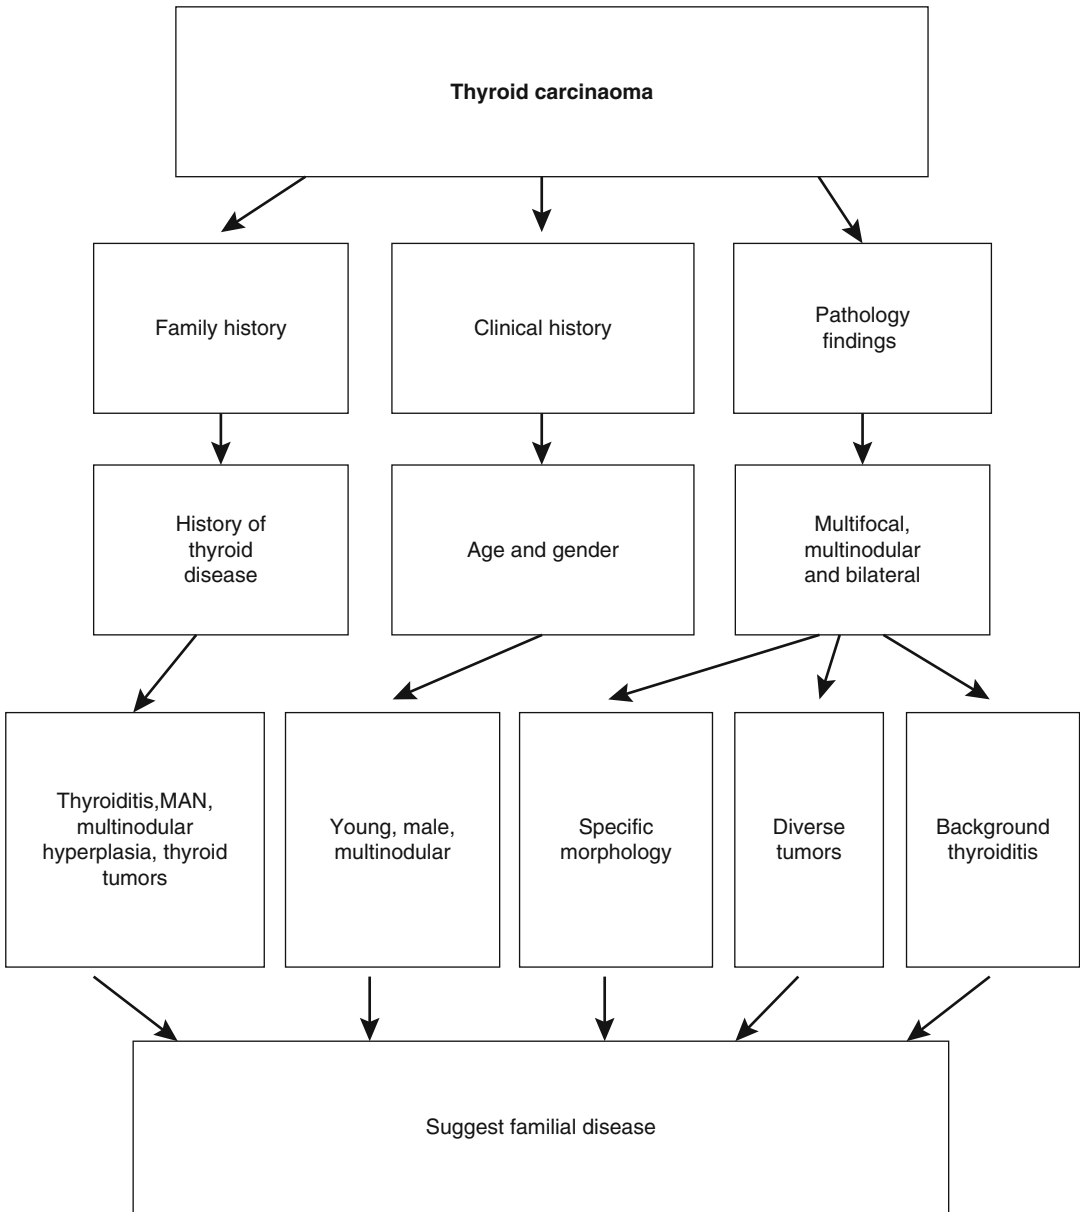 Thyroid carcinaoma
Family history
Clinical history
Pathology
findings
History of
thyroid
disease
Age and gender
Multifocal,
multinodular
and bilateral
Thyroiditis,MAN,
multinodular
hyperplasia, thyroid
tumors
Young, male,
multinodular
Specific
morphology
Diverse
tumors
Background
thyroiditis
Suggest familial disease